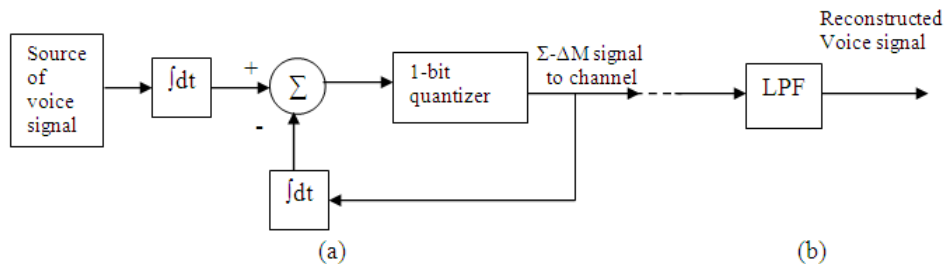 Source
of
voice
signal
∫dt
+
-
Σ
∫dt
1-bit
quantizer
Σ-ΔM signal
to channel
LPF
Reconstructed
Voice signal
(a)
(b)